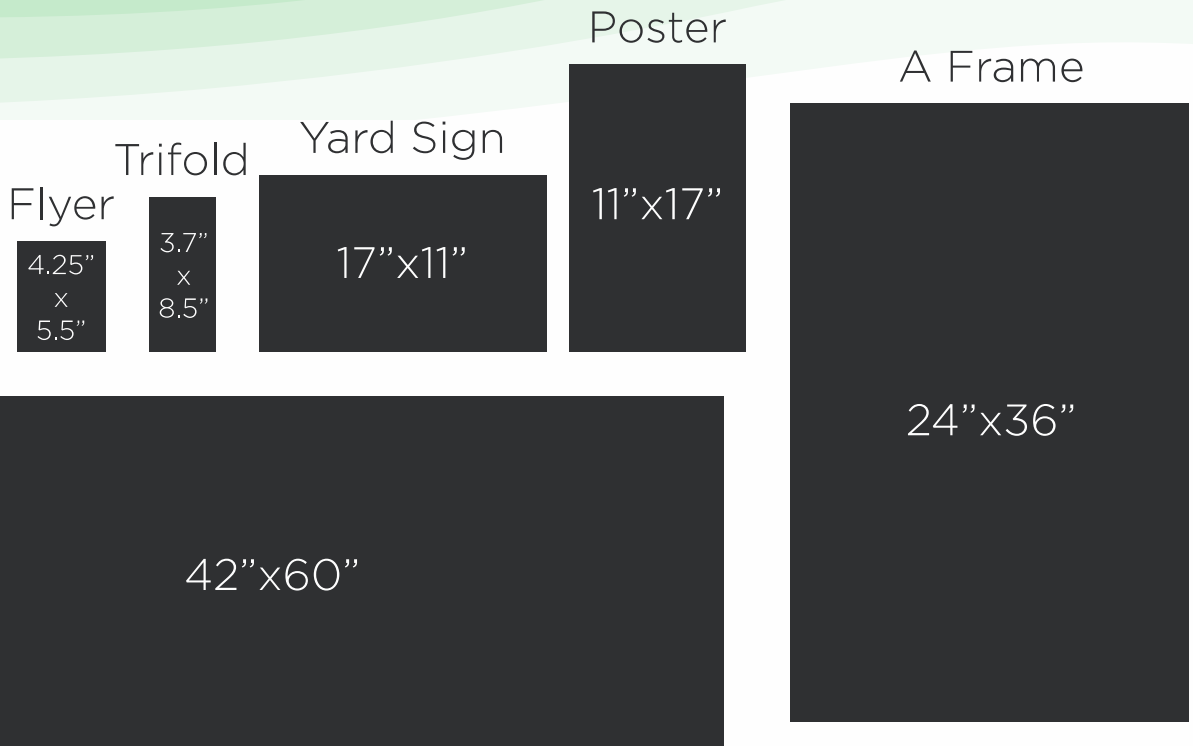 Flyer
4.25”
x
5.5”
Trifold
3.7”
x
8.5”
Yard Sign
17”x11”
Poster
11”x17”
A Frame
24”x36”
42”x60”